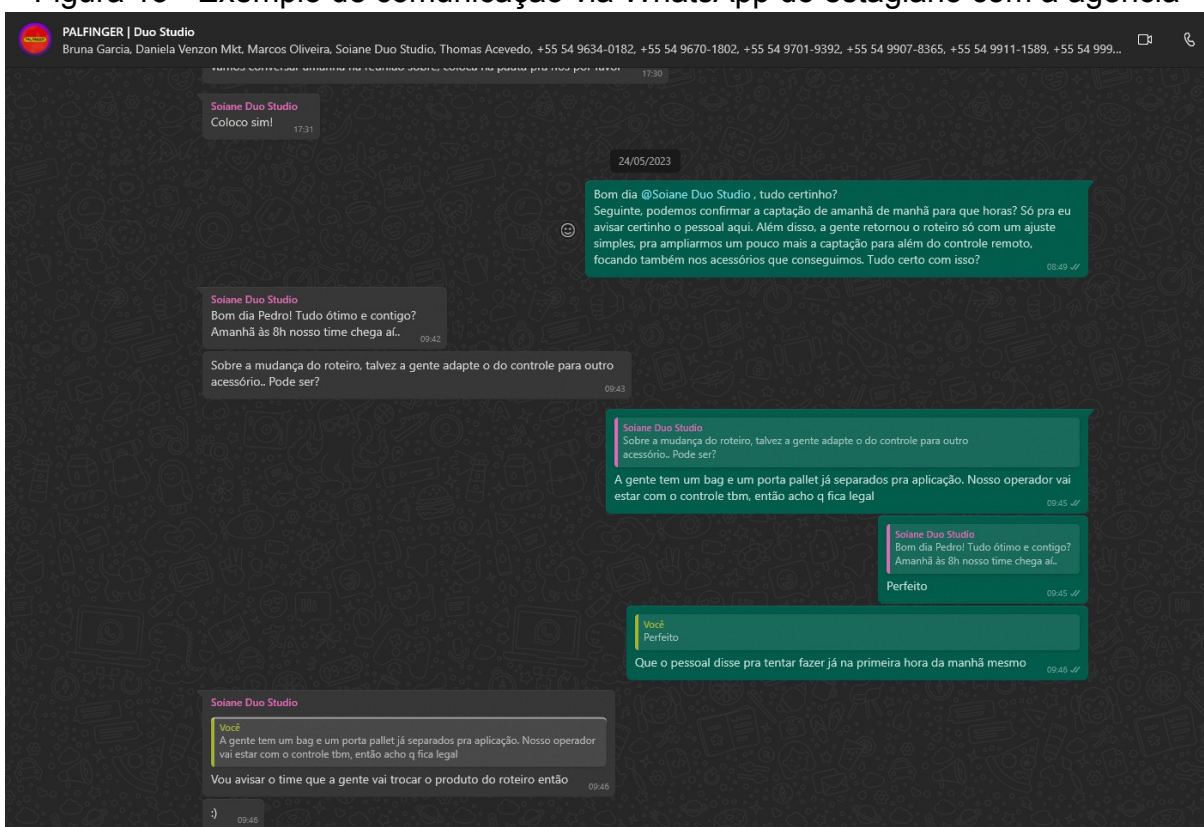 Figura 18 - Exemplo de comunicação via WhatsApp do estagiário com a agência
PALFINGER | Duo Studio
Bruna Garcia, Daniela Venzon Mkt, Marcos Oliveira, Soiane Duo Studio, Thomas Acevedo, +55 54 9634-0182, +55 54 9670-1802, +55 54 9701-9392, +55 54 9907-8365, +55 54 9911-1589, +55 54 999...
Vamos conversar amanhã na reunião sobre, coloca na pauta pra nós por favor
17:30
Soiane Duo Studio
Coloco sim!
17:31
24/05/2023
Bom dia @Soiane Duo Studio , tudo certinho?
Seguinte, podemos confirmar a captação de amanhã de manhã para que horas? Só pra eu
avisar certinho o pessoal aqui. Além disso, a gente retornou o roteiro só com um ajuste
simples, pra ampliarmos um pouco mais a captação para além do controle remoto,
focando também nos acessórios que conseguimos. Tudo certo com isso?
08:49
Soiane Duo Studio
Bom dia Pedro! Tudo ótimo e contigo?
Amanhã às 8h nosso time chega aí..
09:42
Sobre a mudança do roteiro, talvez a gente adapte o do controle para outro
acessório.. Pode ser?
09:43
Soiane Duo Studio
Sobre a mudança do roteiro, talvez a gente adapte o do controle para outro
acessório.. Pode ser?
A gente tem um bag e um porta pallet já separados pra aplicação. Nosso operador vai
estar com o controle tbm, então acho q fica legal
09:45
Soiane Duo Studio
Bom dia Pedro! Tudo ótimo e contigo?
Amanhã às 8h nosso time chega aí..
Perfeito
09:45
Você
Perfeito
Que o pessoal disse pra tentar fazer já na primeira hora da manhã mesmo
09:46
Soiane Duo Studio
Você
A gente tem um bag e um porta pallet já separados pra aplicação. Nosso operador
vai estar com o controle tbm, então acho q fica legal
Vou avisar o time que a gente vai trocar o produto do roteiro então
09:46
:)
09:46